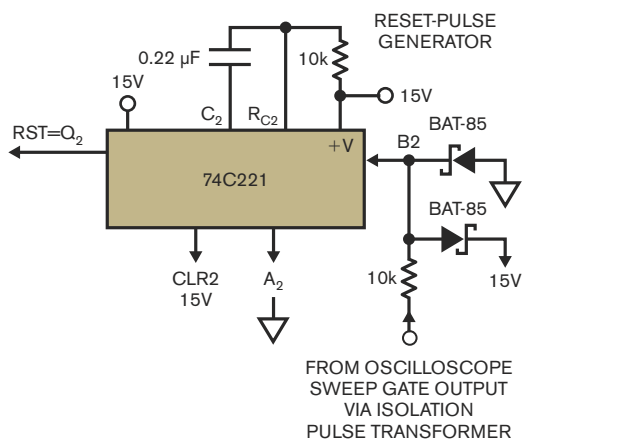 RESET-PULSE
GENERATOR
0.22 µF
10k
15V
15V
C₂
R_C2
BAT-85
RST=Q₂
+V
B2
74C221
BAT-85
CLR2
15V
A₂
10k
15V
FROM OSCILLOSCOPE
SWEEP GATE OUTPUT
VIA ISOLATION
PULSE TRANSFORMER